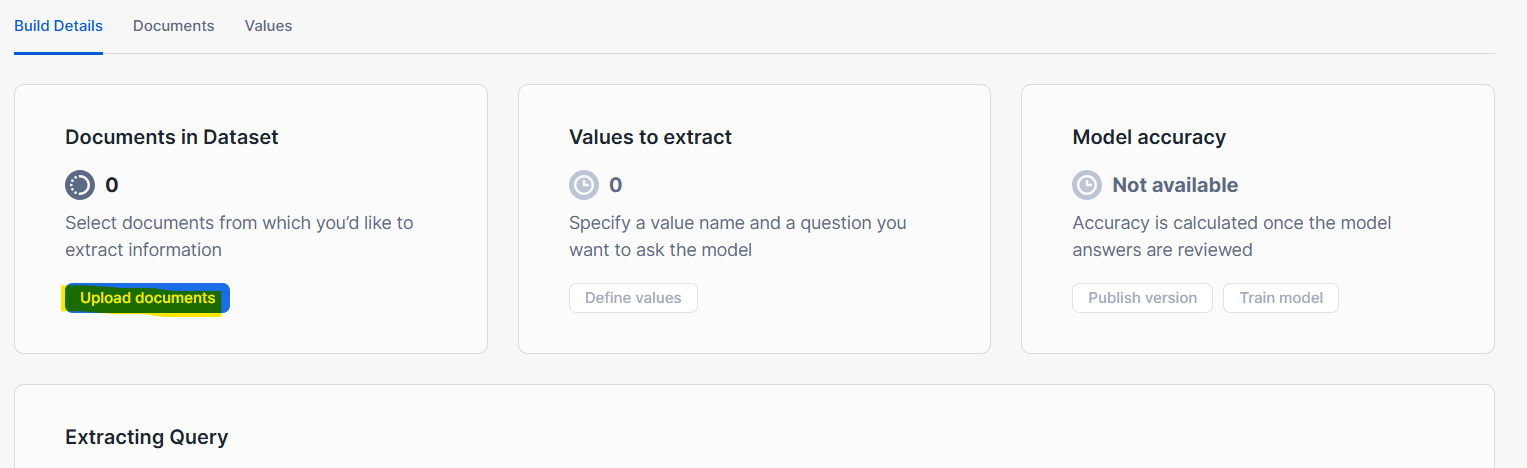 Build Details Documents Values
Documents in Dataset
0
Select documents from which you’d like to
extract information
Upload documents
Values to extract
0
Specify a value name and a question you
want to ask the model
Define values
Model accuracy
Not available
Accuracy is calculated once the model
answers are reviewed
Publish version Train model
Extracting Query